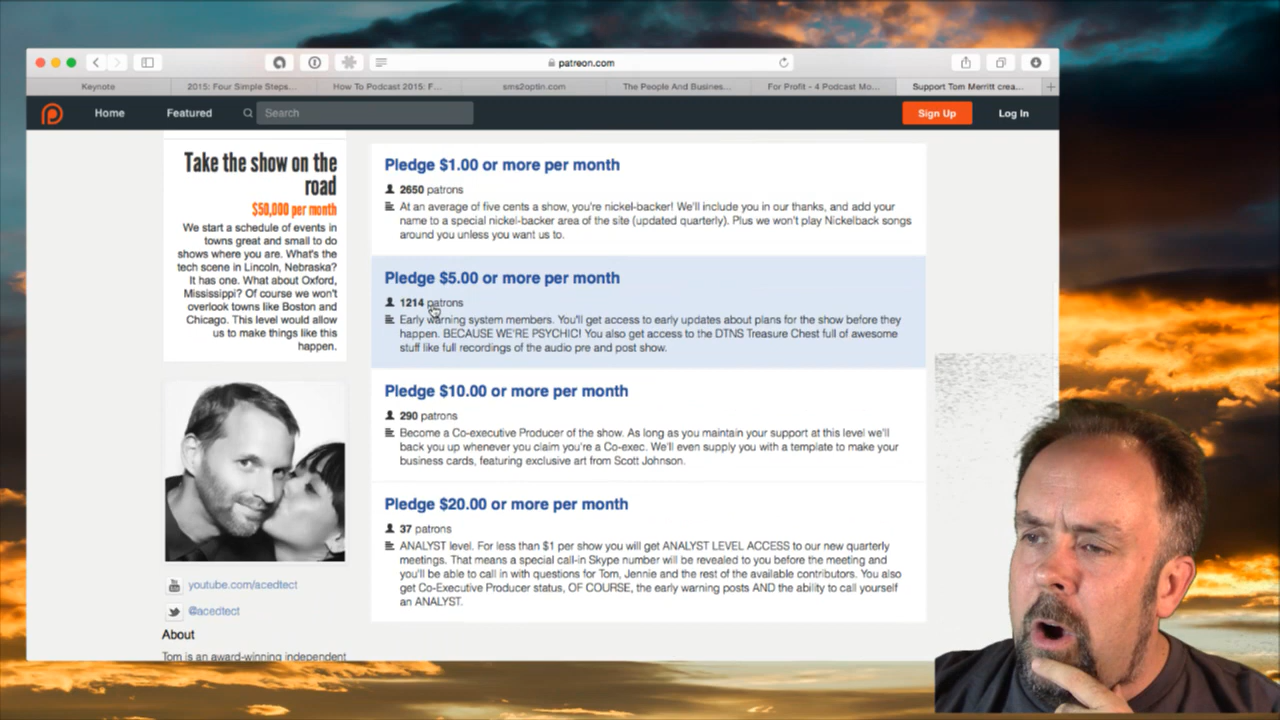 patreon.com
Keynote
2015: Four Simple Steps...
How To Podcast 2015: F...
sms2optin.com
The People And Busines...
For Profit - 4 Podcast Mo...
Support Tom Merritt crea...
Home
Featured
Search
Sign Up
Log In
Take the show on the
road
$50,000 per month
We start a schedule of events in
towns great and small to do
shows where you are. What's the
tech scene in Lincoln, Nebraska?
It has one. What about Oxford,
Mississippi? Of course we won't
overlook towns like Boston and
Chicago. This level would allow
us to make things like this
happen.
youtube.com/acedtect
@acedtect
About
Tom is an award-winning independent
Pledge $1.00 or more per month
2650 patrons
At an average of five cents a show, you're nickel-backer! We'll include you in our thanks, and add your
name to a special nickel-backer area of the site (updated quarterly). Plus we won't play Nickelback songs
around you unless you want us to.
Pledge $5.00 or more per month
1214 patrons
Early warning system members. You'll get access to early updates about plans for the show before they
happen. BECAUSE WE'RE PSYCHIC! You also get access to the DTNS Treasure Chest full of awesome
stuff like full recordings of the audio pre and post show.
Pledge $10.00 or more per month
290 patrons
Become a Co-executive Producer of the show. As long as you maintain your support at this level we'll
back you up whenever you claim you're a Co-exec. We'll even supply you with a template to make your
business cards, featuring exclusive art from Scott Johnson.
Pledge $20.00 or more per month
37 patrons
ANALYST level. For less than $1 per show you will get ANALYST LEVEL ACCESS to our new quarterly
meetings. That means a special call-in Skype number will be revealed to you before the meeting and
you'll be able to call in with questions for Tom, Jennie and the rest of the available contributors. You also
get Co-Executive Producer status, OF COURSE, the early warning posts AND the ability to call yourself
an ANALYST.